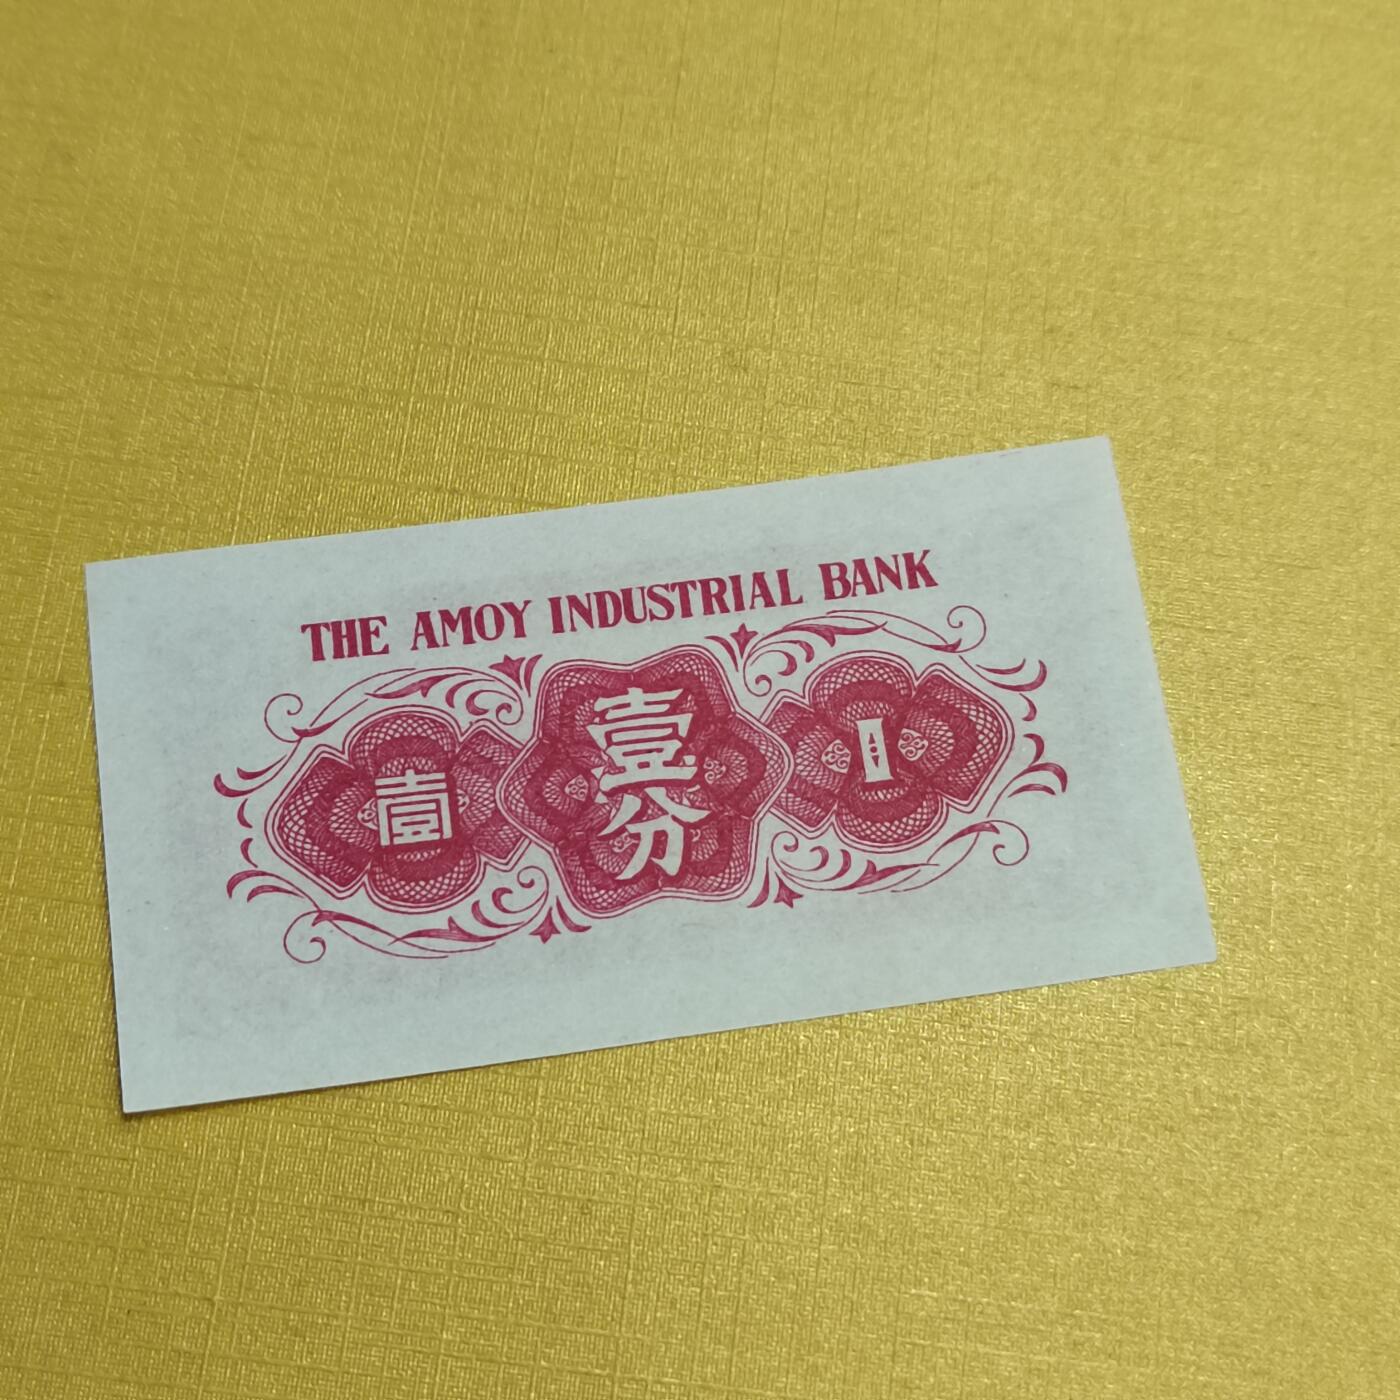 THE AMOY INDUSTRIAL BANK
壹
壹
分
1